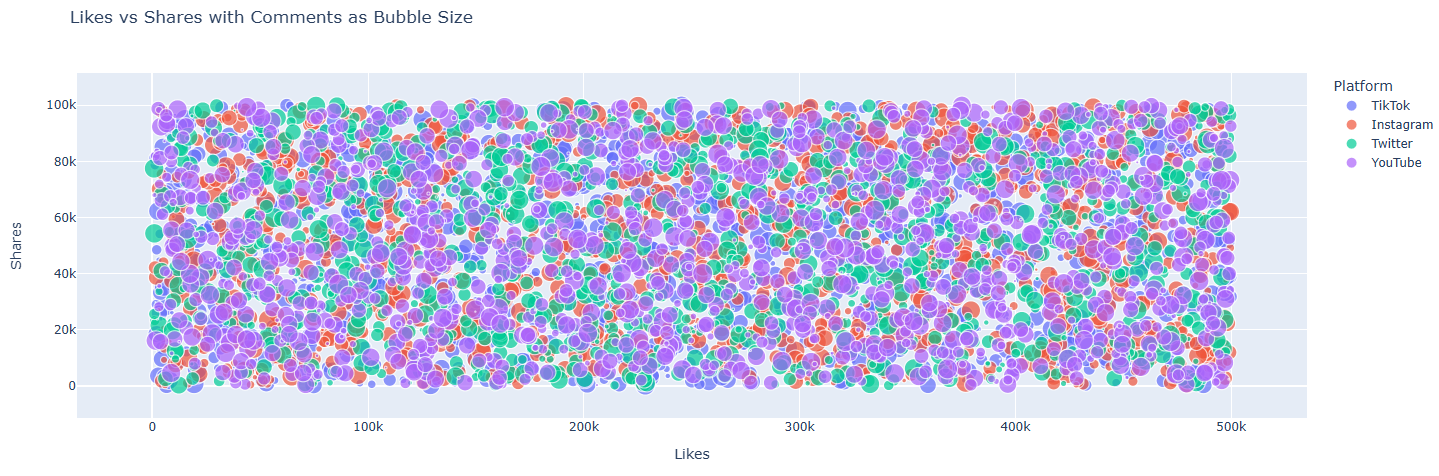 Likes vs Shares with Comments as Bubble Size
Platform
TikTok
Instagram
Twitter
YouTube
Shares
100k
80k
60k
40k
20k
0
0
100k
200k
300k
400k
500k
Likes